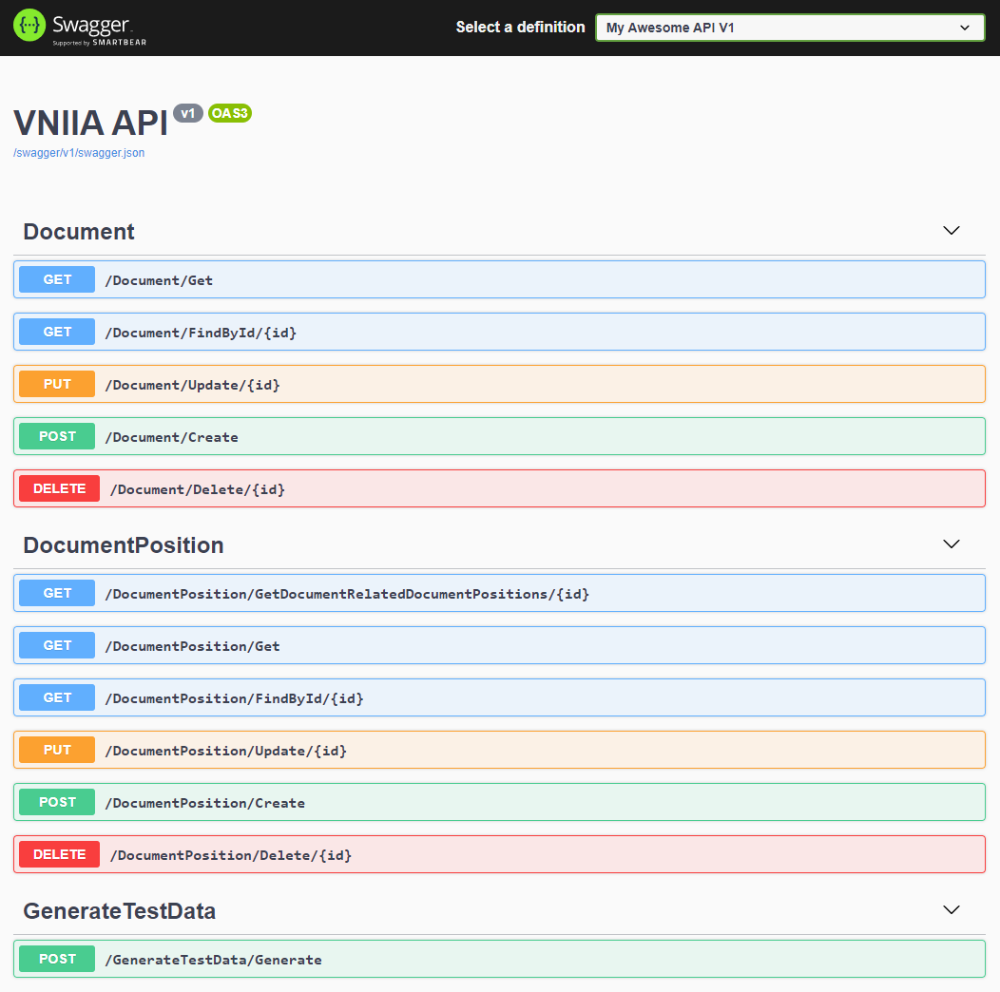 Swagger.
Supported by SMARTBEAR
Select a definition
My Awesome API V1
VNIIA API v1 OAS3
/swagger/v1/swagger.json
Document
GET /Document/Get
GET /Document/FindById/{id}
PUT /Document/Update/{id}
POST /Document/Create
DELETE /Document/Delete/{id}
DocumentPosition
GET /DocumentPosition/GetDocumentRelatedDocumentPositions/{id}
GET /DocumentPosition/Get
GET /DocumentPosition/FindById/{id}
PUT /DocumentPosition/Update/{id}
POST /DocumentPosition/Create
DELETE /DocumentPosition/Delete/{id}
GenerateTestData
POST /GenerateTestData/Generate